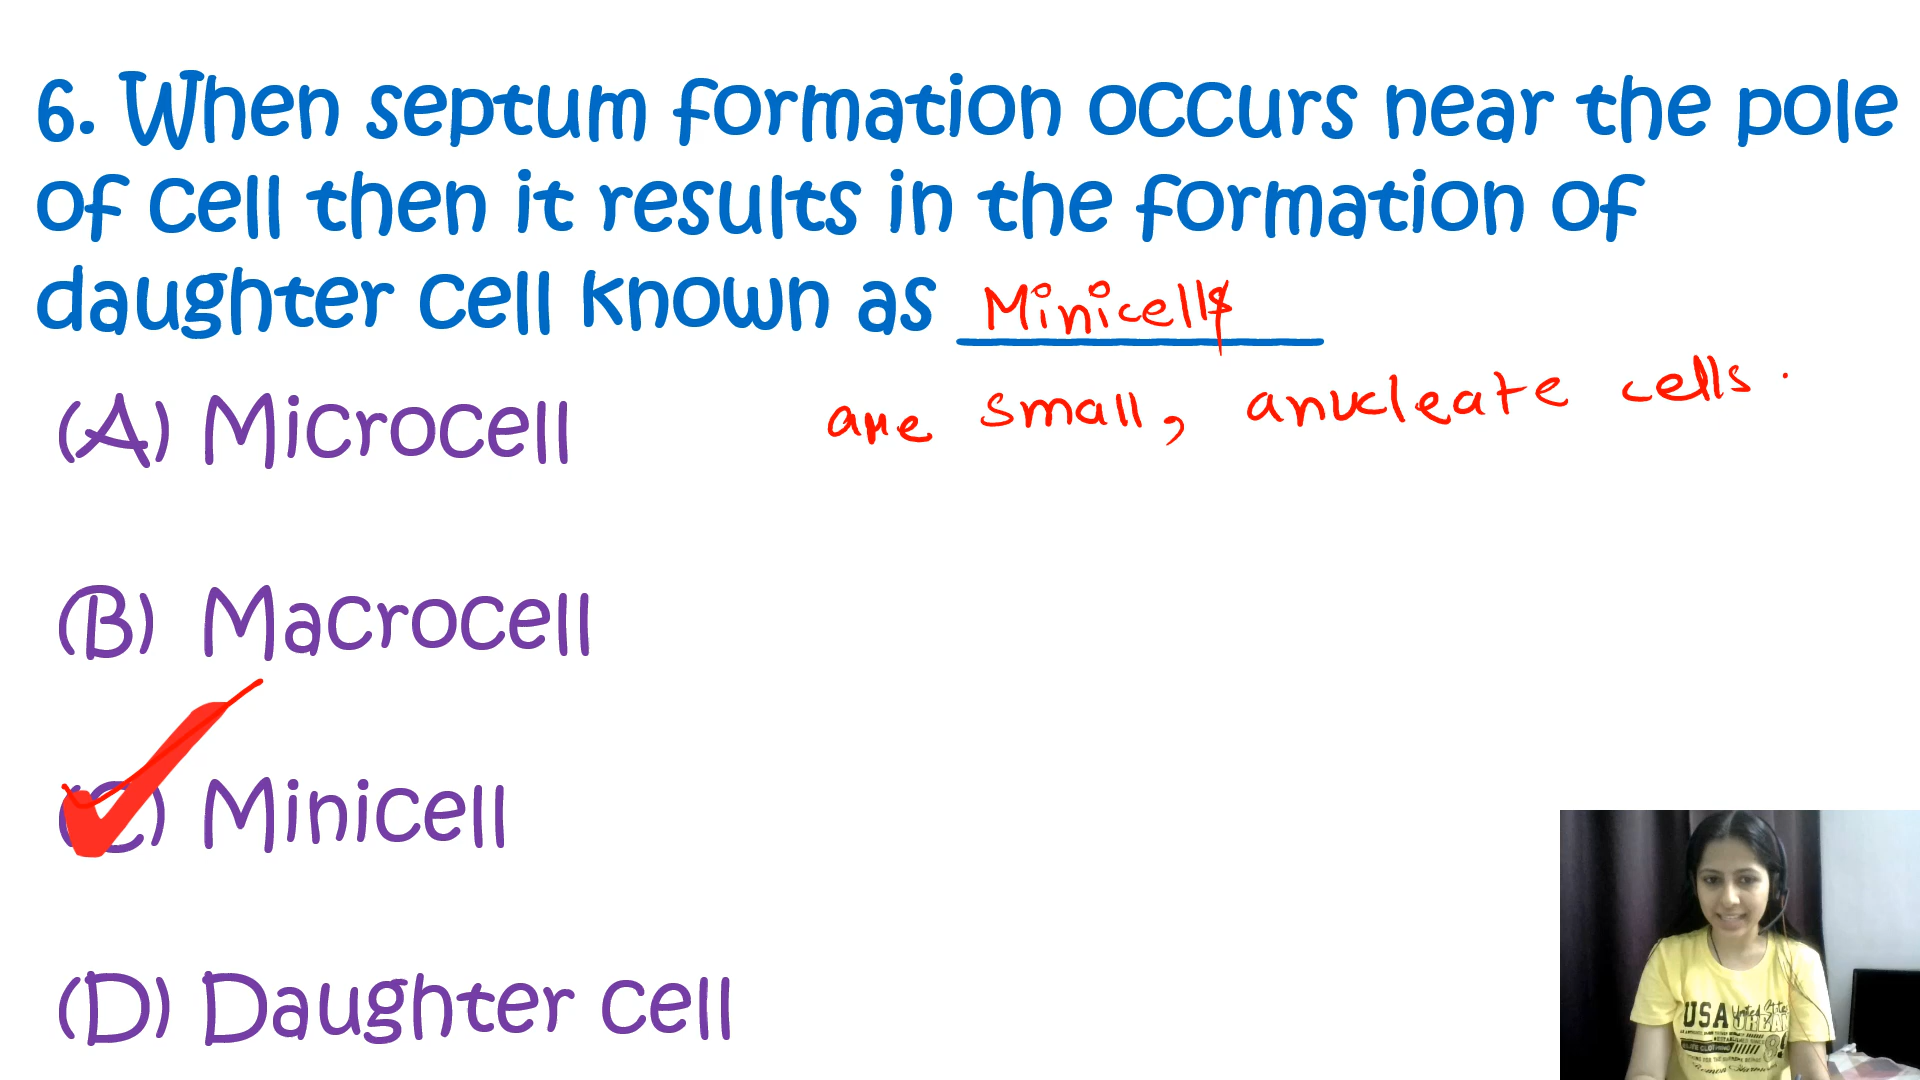 6. When septum formation occurs near the pole
of cell then it results in the formation of
daughter cell known as Minicells
are small, anucleate cells.
(A) Microcell
(B) Macrocell
(C) Minicell
(D) Daughter cell
USA